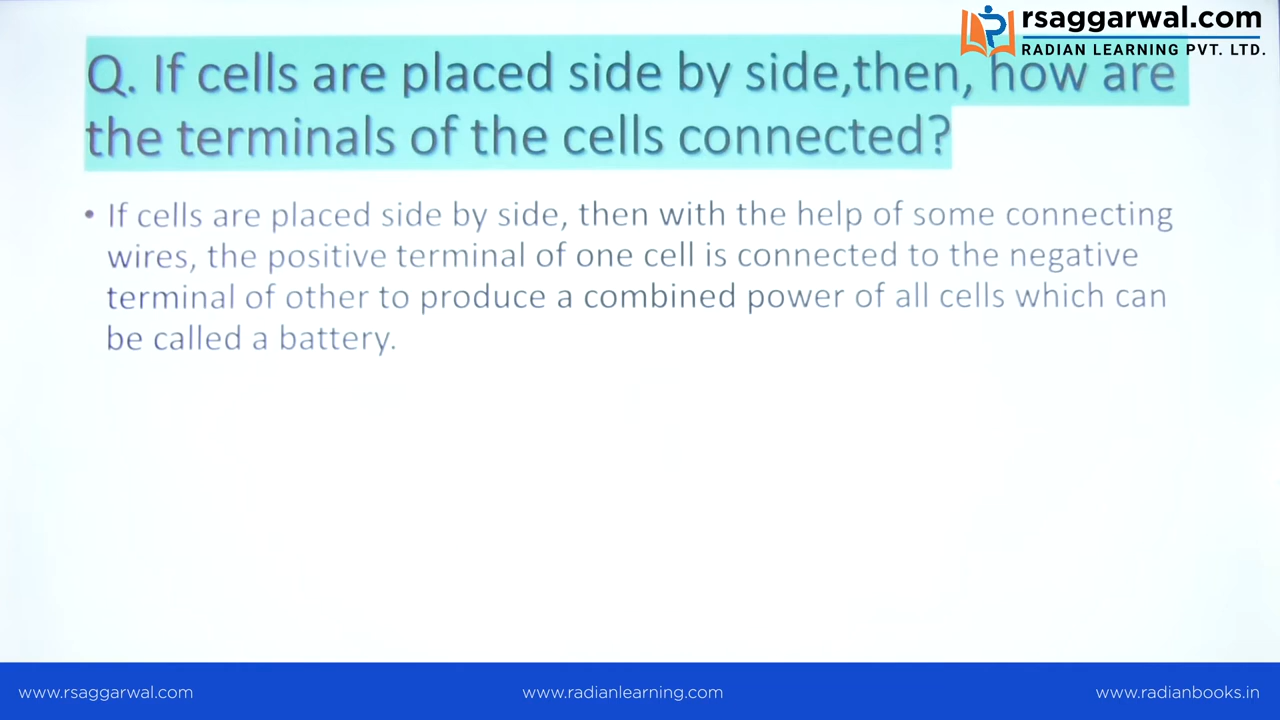 rsaggarwal.com
RADIAN LEARNING PVT. LTD.
Q. If cells are placed side by side,then, how are
the terminals of the cells connected?
• If cells are placed side by side, then with the help of some connecting
wires, the positive terminal of one cell is connected to the negative
terminal of other to produce a combined power of all cells which can
be called a battery.
www.rsaggarwal.com
www.radianlearning.com
www.radianbooks.in